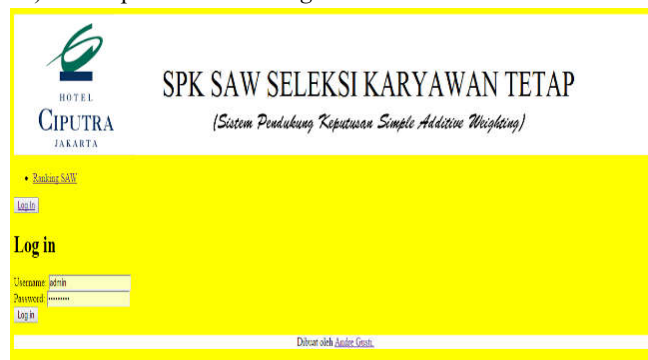 HOTEL
CIPUTRA
JAKARTA
SPK SAW SELEKSI KARYAWAN TETAP
(Sistem Pendukung Keputusan Simple Additive Weighting)
• Ranking SAW
Log In
Log in
Username: admin
Password: •••••••••
Log in
Dibuat oleh Andre Gusti.